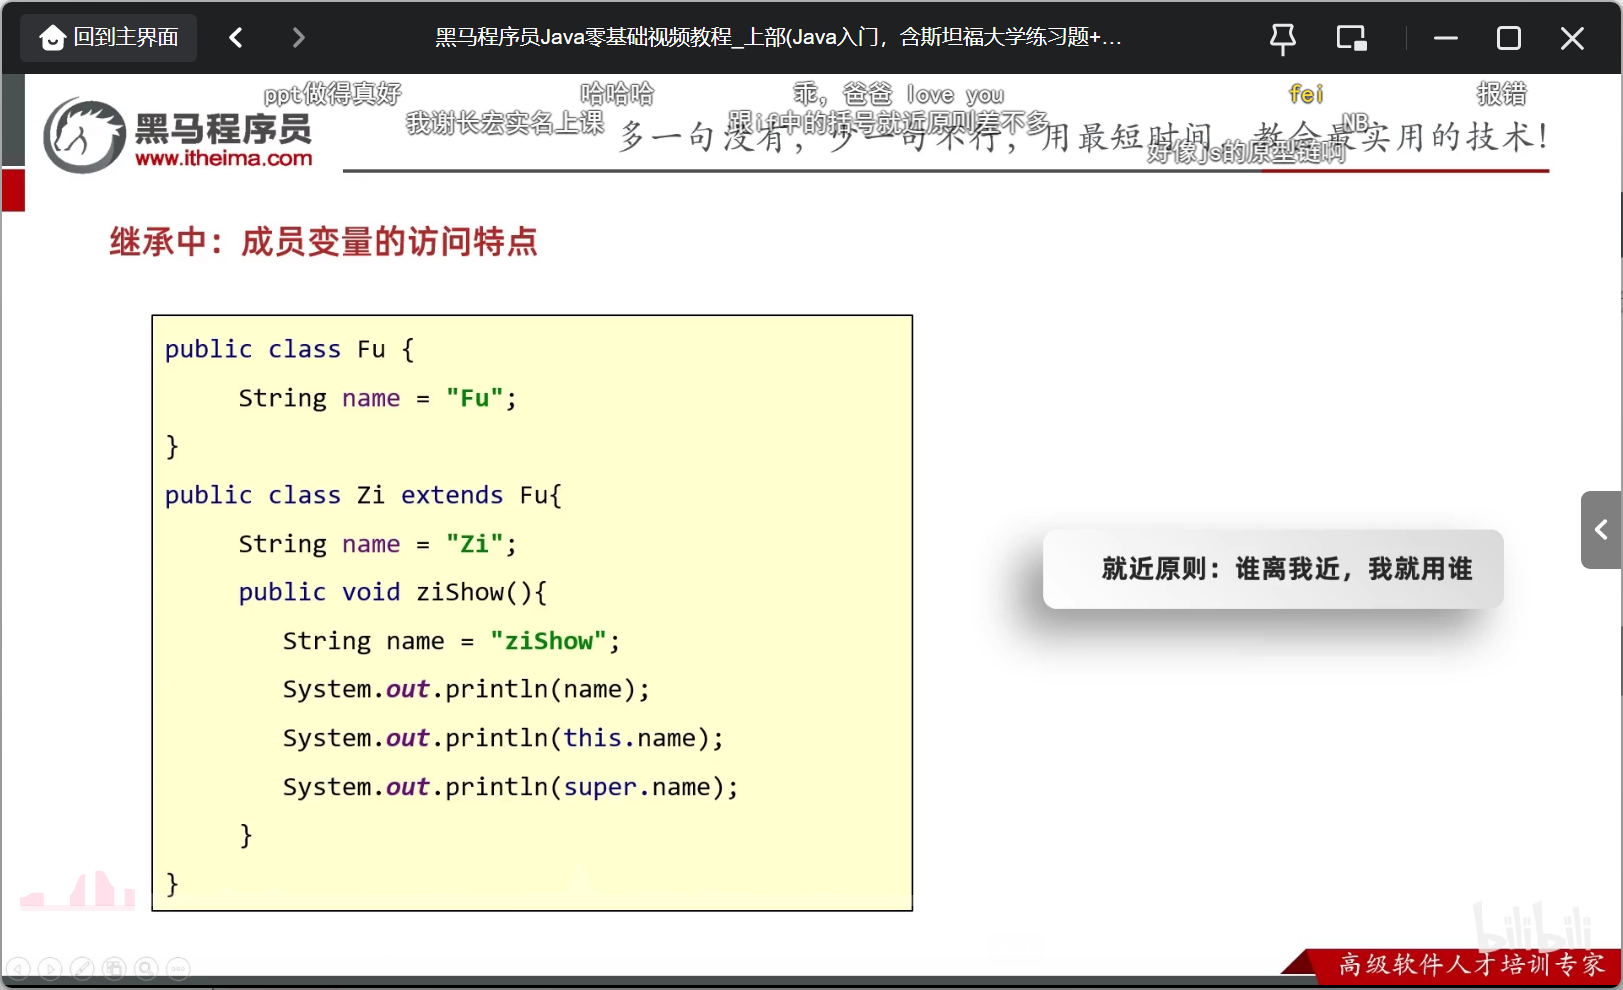 回到主界面
黑马程序员Java零基础视频教程_上部(Java入门，含斯坦福大学练习题+...
ppt做得真好
哈哈哈
乖，爸爸 love you
fei
报错
我谢长宏实名上课
跟if中的括号就近原则差不多
NB
好像js的原型链啊
黑马程序员
www.itheima.com
多一句没有，少一句不行，用最短时间，教会最实用的技术！
继承中：成员变量的访问特点
public class Fu {
String name = "Fu";
}
public class Zi extends Fu{
String name = "Zi";
public void ziShow(){
String name = "ziShow";
System.out.println(name);
System.out.println(this.name);
System.out.println(super.name);
}
}
就近原则：谁离我近，我就用谁
bilibili
高级软件人才培训专家